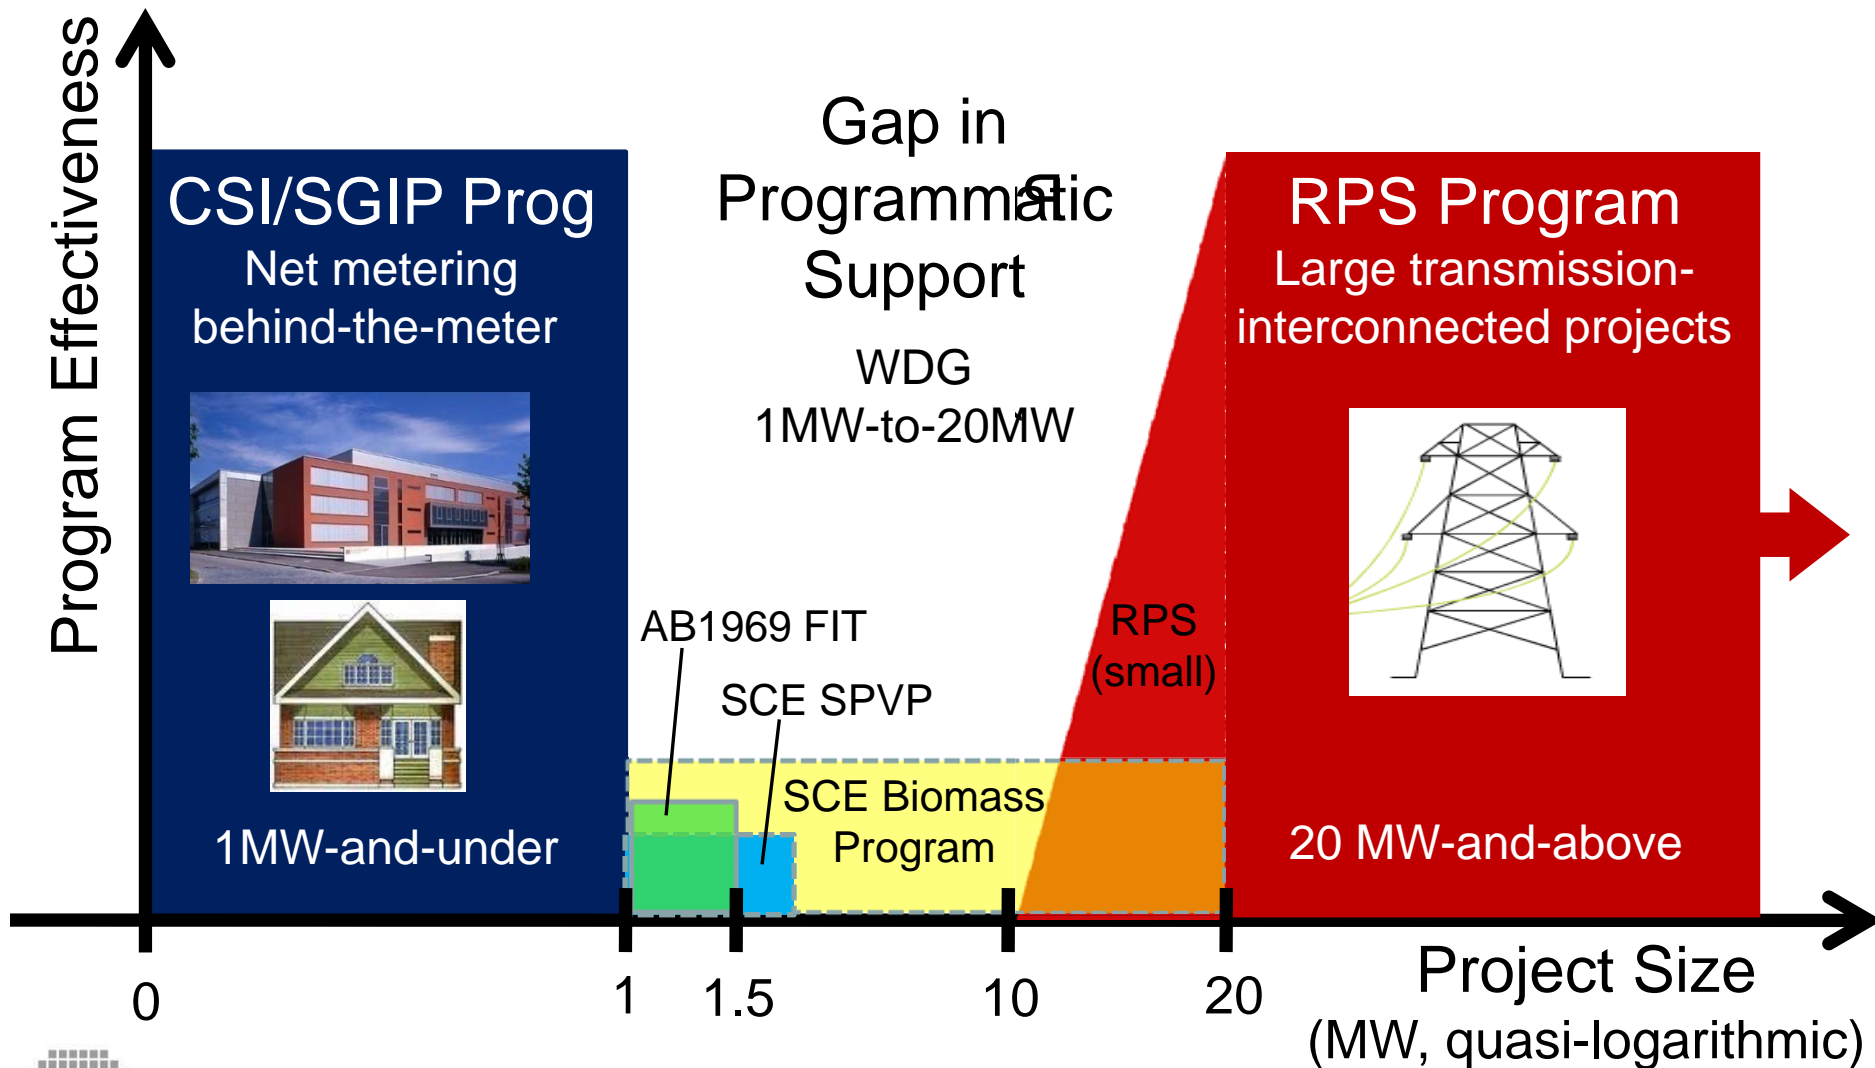 Program Effectiveness
CSI/SGIP Prog
Net metering
behind-the-meter
1MW-and-under
Gap in
Programmatic
Support
WDG
1MW-to-20MW
AB1969 FIT
SCE SPVP
SCE Biomass
Program
RPS
(small)
RPS Program
Large transmission-
interconnected projects
20 MW-and-above
0
1
1.5
10
20
Project Size
(MW, quasi-logarithmic)